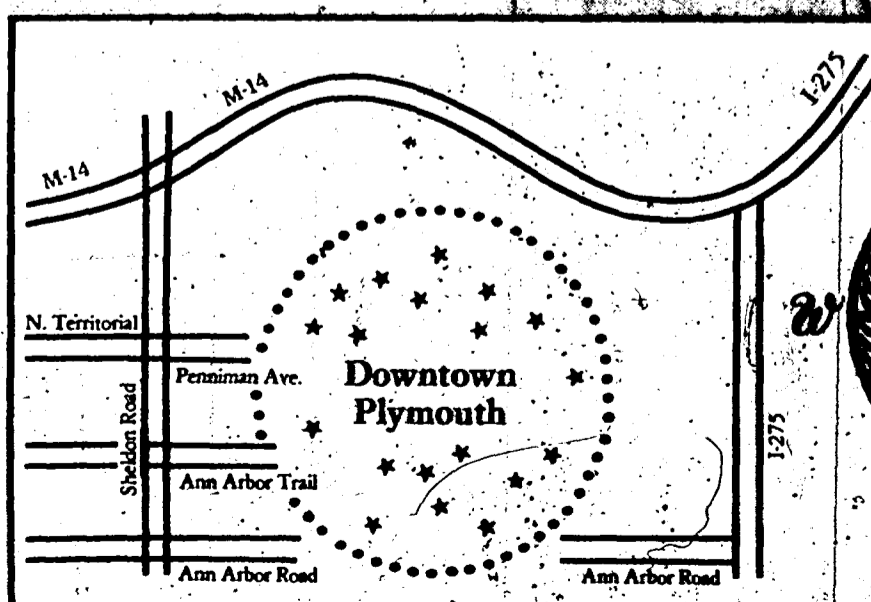 M-14
I-275
M-14
N. Territorial
Penniman Ave.
Downtown
Plymouth
Sheldon Road
I-275
Ann Arbor Trail
Ann Arbor Road
Ann Arbor Road
w